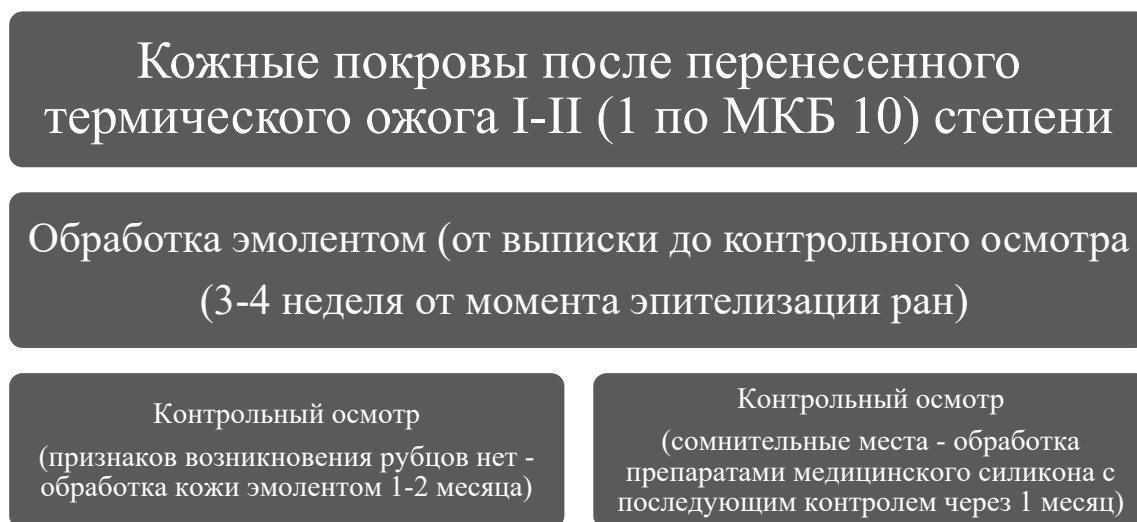 Кожные покровы после перенесенного
термического ожога I-II (1 по МКБ 10) степени
Обработка эмолентом (от выписки до контрольного осмотра
(3-4 неделя от момента эпителизации ран)
Контрольный осмотр
(признаков возникновения рубцов нет -
обработка кожи эмолентом 1-2 месяца)
Контрольный осмотр
(сомнительные места - обработка
препаратами медицинского силикона с
последующим контролем через 1 месяц)